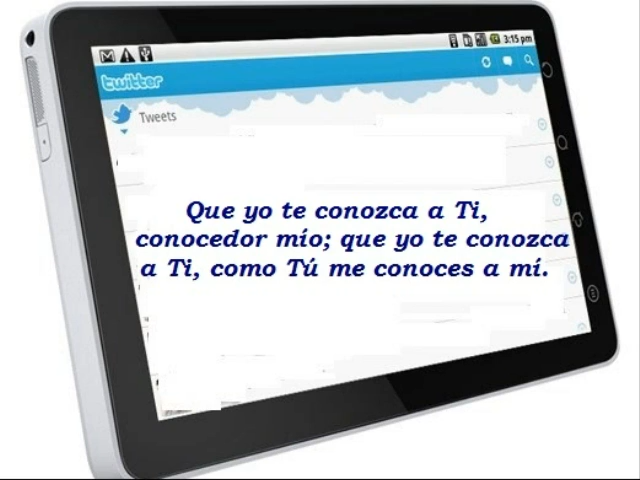 3:15 pm
twitter
Tweets
Que yo te conozca a Ti,
conocedor mío; que yo te conozca
a Ti, como Tú me conoces a mí.